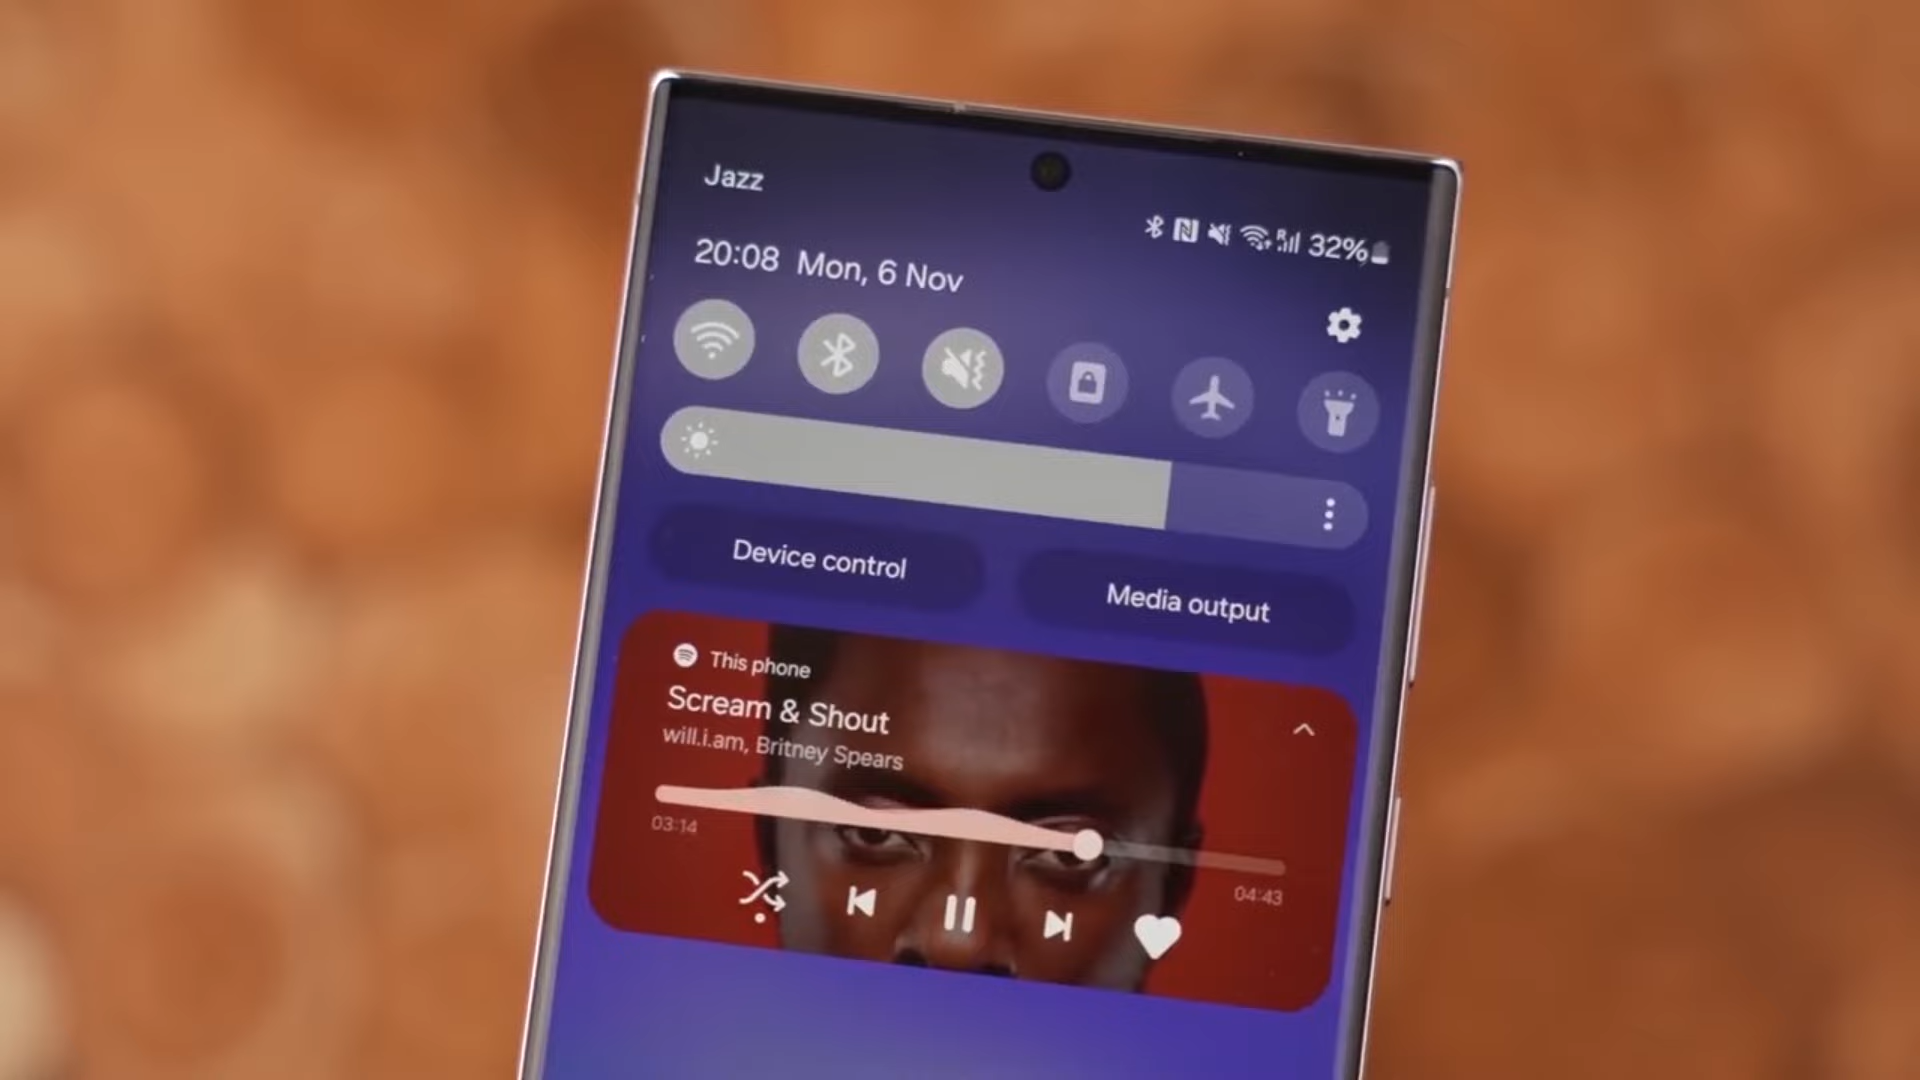 Jazz
32%
20:08 Mon, 6 Nov
Device control
Media output
This phone
Scream & Shout
will.i.am, Britney Spears
03:14
04:43